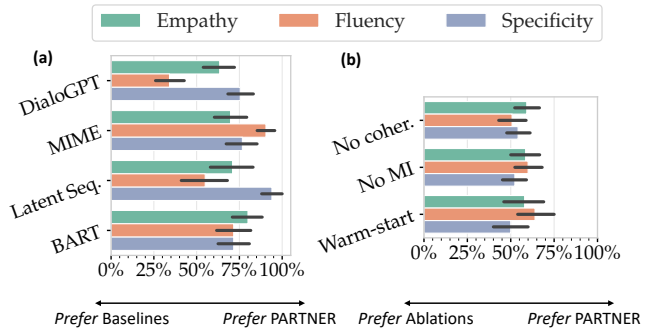 Empathy Fluency Specificity
(a)
DialoGPT
MIME
Latent Seq.
BART
0% 25% 50% 75% 100%
Prefer Baselines Prefer PARTNER
(b)
No coher.
No MI
Warm-start
0% 25% 50% 75% 100%
Prefer Ablations Prefer PARTNER